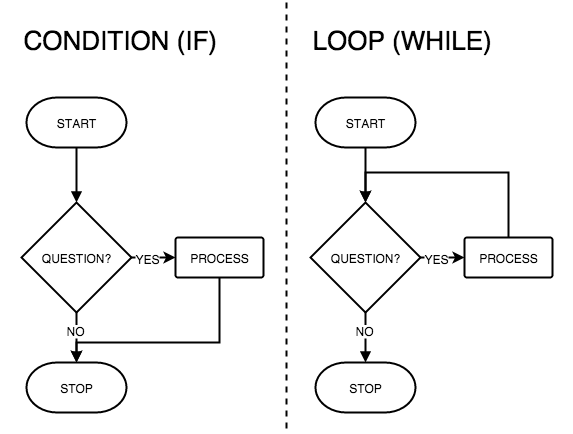 CONDITION (IF)
START
QUESTION?
YES
PROCESS
NO
STOP
LOOP (WHILE)
START
QUESTION?
YES
PROCESS
NO
STOP